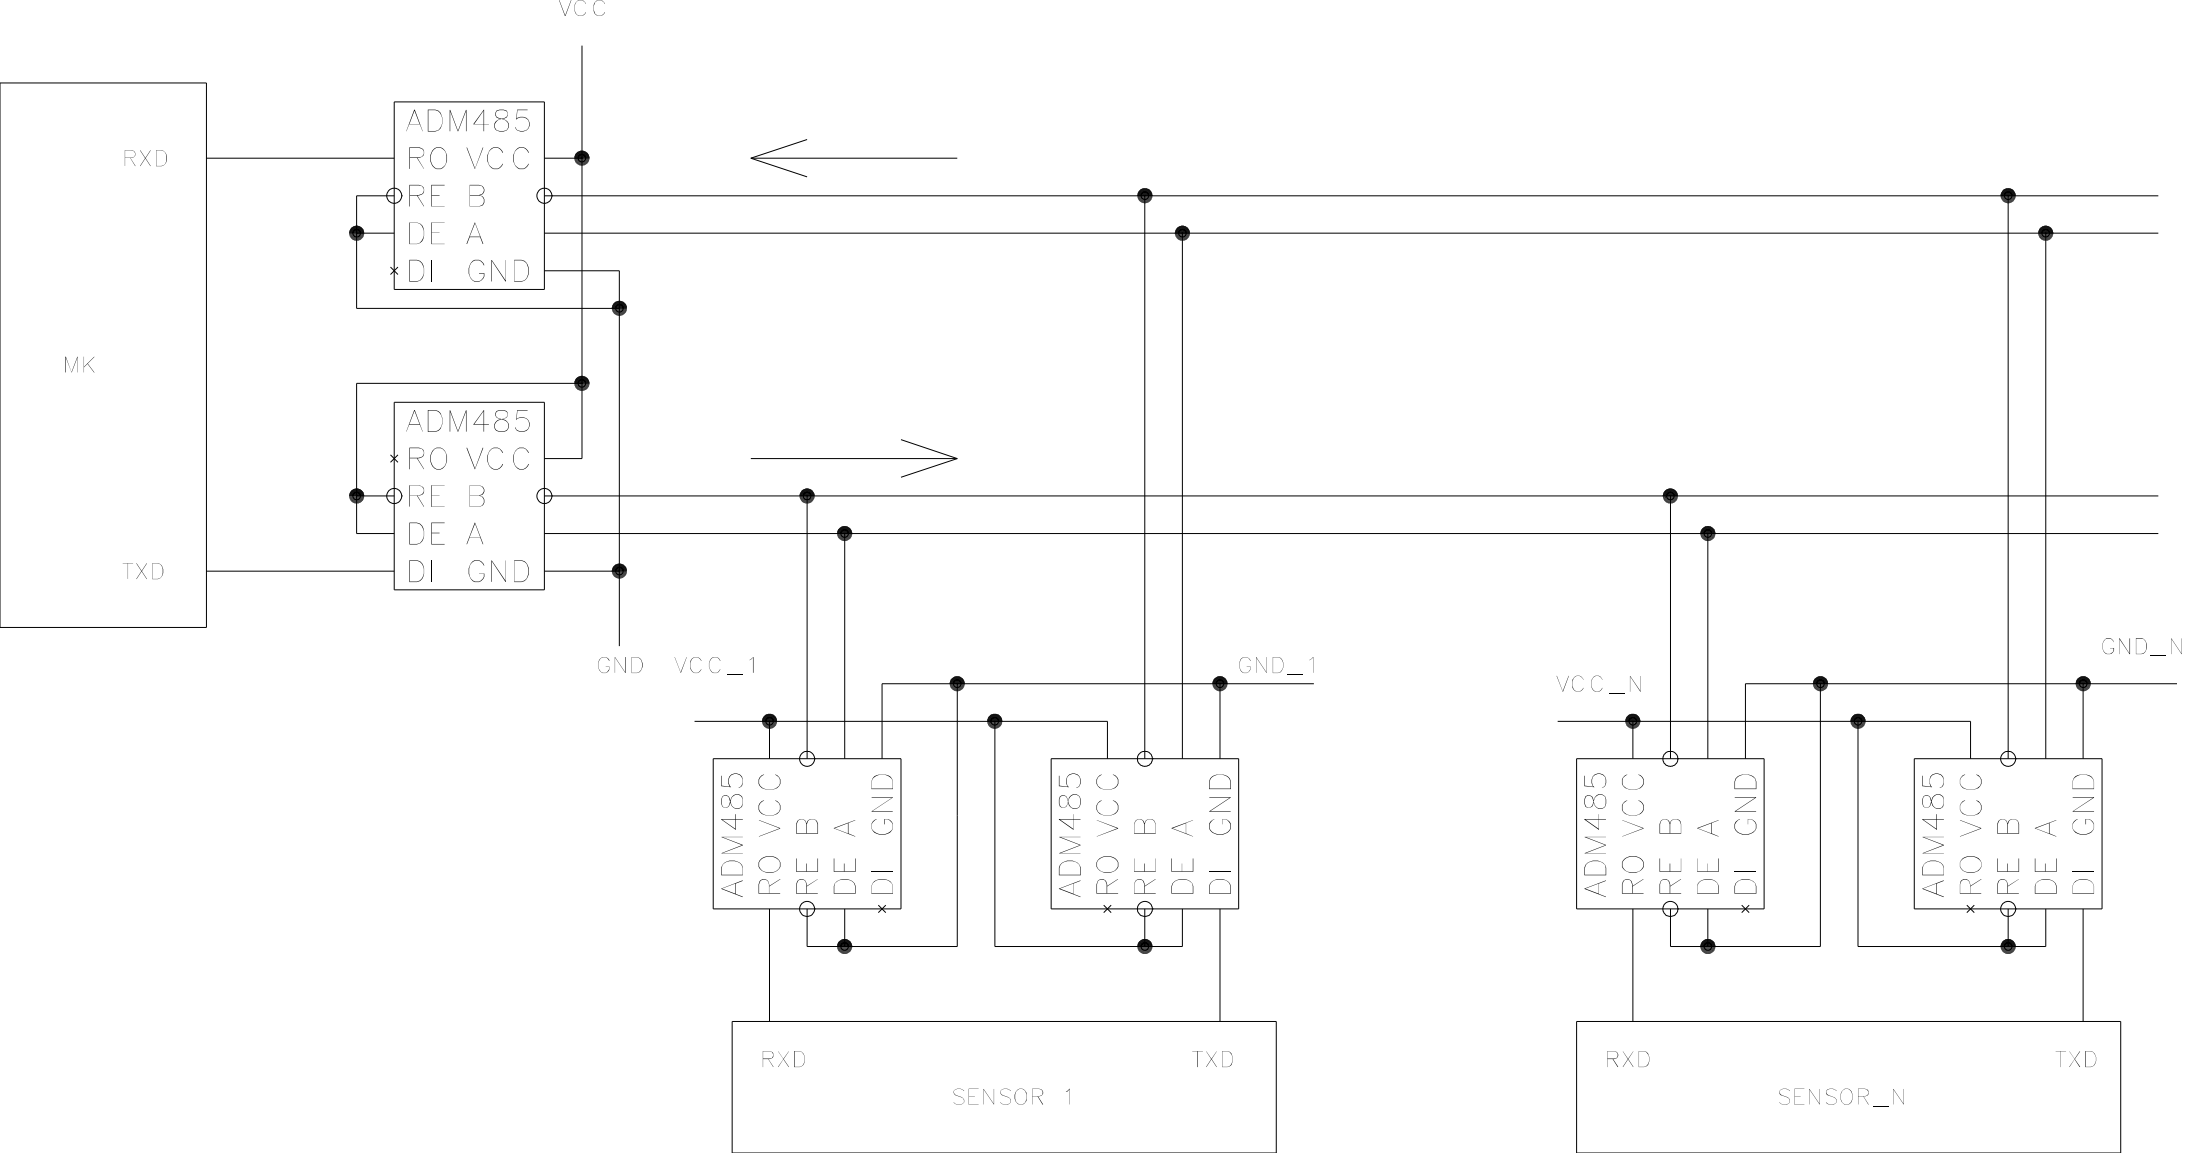 VCC
ADM485
RXD RO VCC
RE B
DE A
DI GND
MK
ADM485
RO VCC
RE B
DE A
TXD DI GND
GND VCC_1 GND_1
VCC_N GND_N
ADM485
RO VCC
RE B
DE A
DI GND
ADM485
RO VCC
RE B
DE A
DI GND
ADM485
RO VCC
RE B
DE A
DI GND
ADM485
RO VCC
RE B
DE A
DI GND
RXD TXD
SENSOR 1
RXD TXD
SENSOR_N